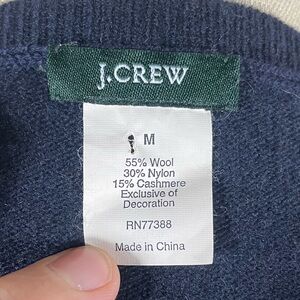 J.CREW
M
55% Wool
30% Nylon
15% Cashmere
Exclusive of
Decoration
RN77388
Made in China